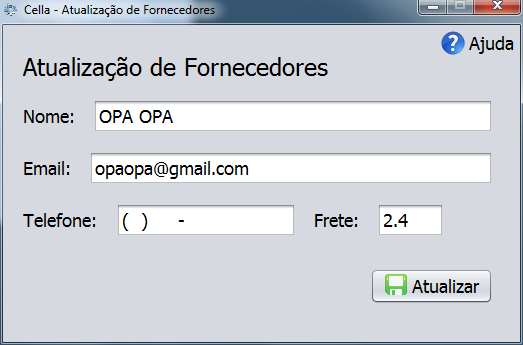 Cella - Atualização de Fornecedores
Ajuda
Atualização de Fornecedores
Nome: OPA OPA
Email: opaopa@gmail.com
Telefone: (  )      - Frete: 2.4
Atualizar